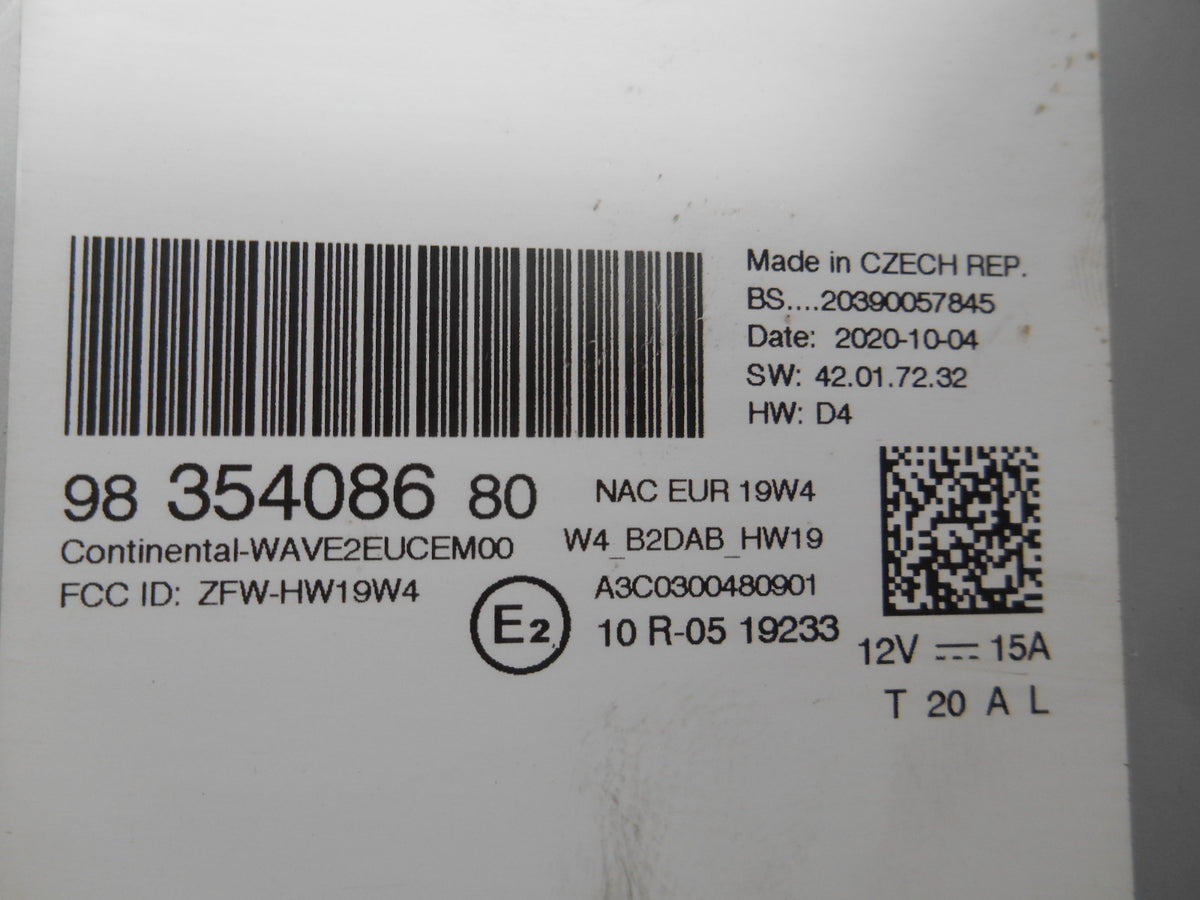 Made in CZECH REP.
BS....20390057845
Date: 2020-10-04
SW: 42.01.72.32
HW: D4
98 354086 80
Continental-WAVE2EUCEM00
FCC ID: ZFW-HW19W4
NAC EUR 19W4
W4_B2DAB_HW19
A3C0300480901
E2
10 R-05 19233
12V ⎓ 15A
T 20 A L